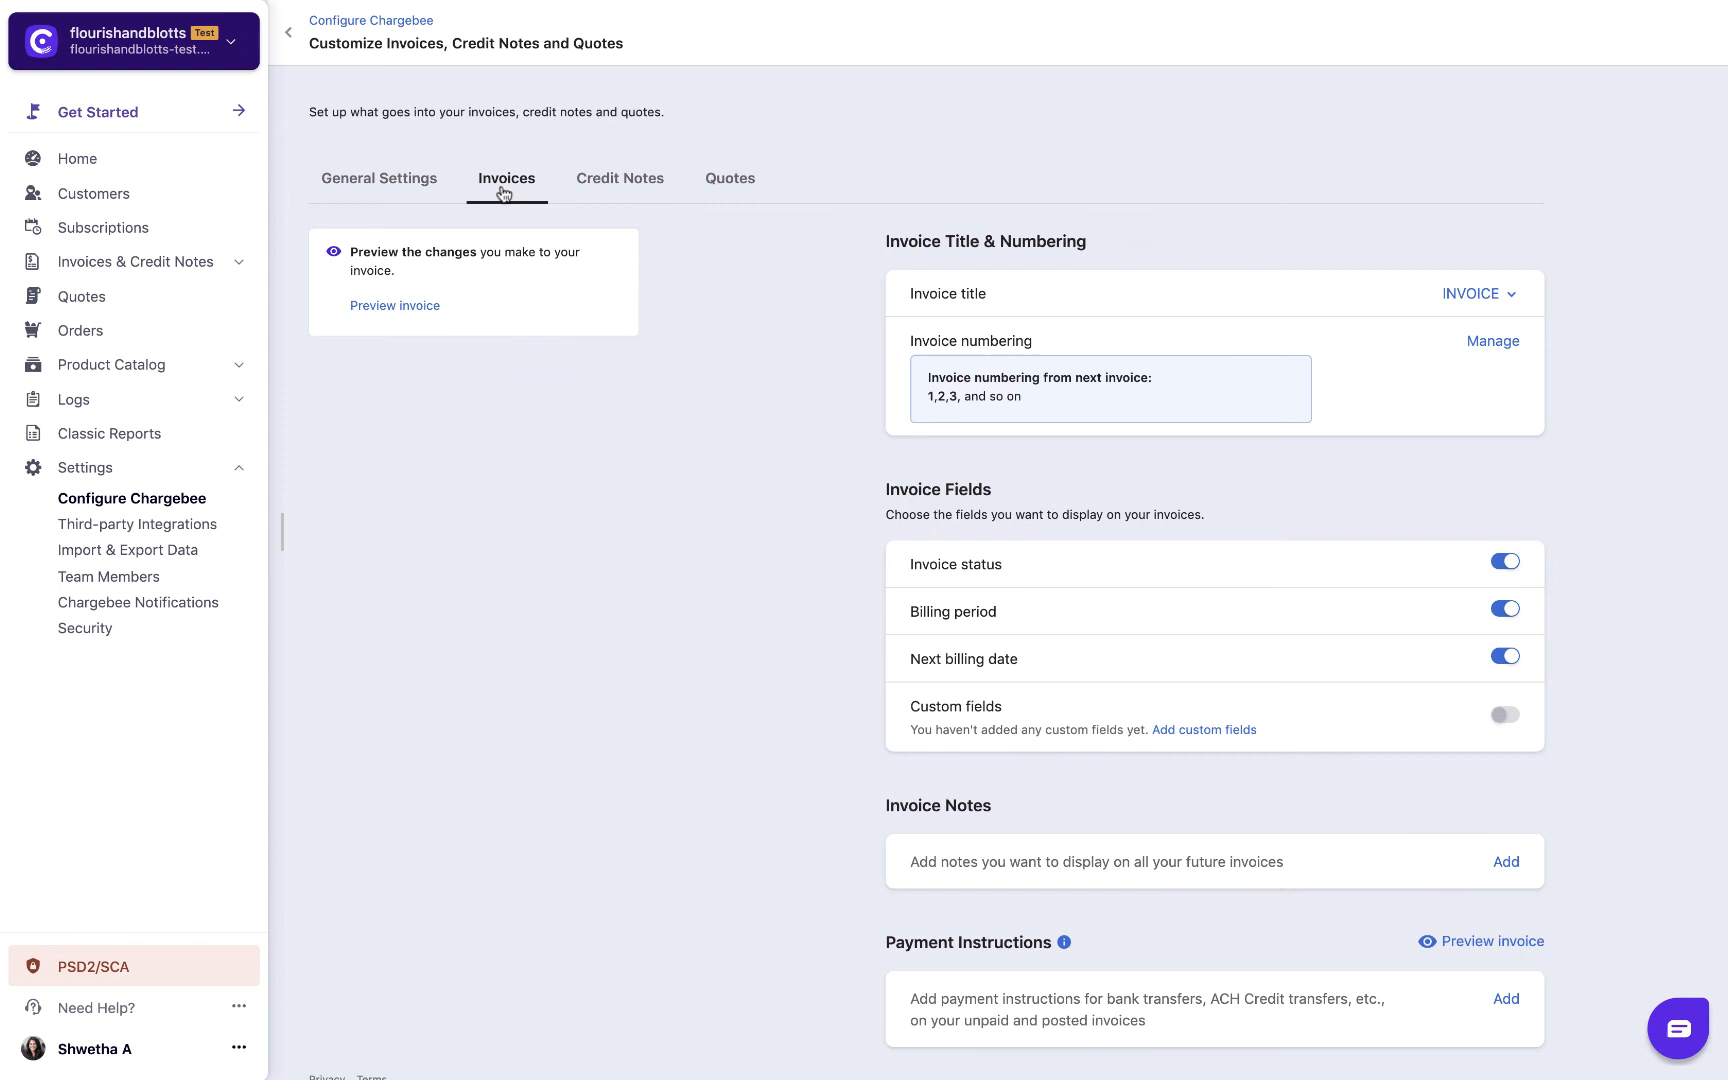 flourishandblotts Test
flourishandblotts-test....
Get Started
Home
Customers
Subscriptions
Invoices & Credit Notes
Quotes
Orders
Product Catalog
Logs
Classic Reports
Settings
Configure Chargebee
Third-party Integrations
Import & Export Data
Team Members
Chargebee Notifications
Security
PSD2/SCA
Need Help?
Shwetha A
Configure Chargebee
Customize Invoices, Credit Notes and Quotes
Set up what goes into your invoices, credit notes and quotes.
General Settings Invoices Credit Notes Quotes
Preview the changes you make to your
invoice.
Preview invoice
Invoice Title & Numbering
Invoice title INVOICE
Invoice numbering Manage
Invoice numbering from next invoice:
1,2,3, and so on
Invoice Fields
Choose the fields you want to display on your invoices.
Invoice status
Billing period
Next billing date
Custom fields
You haven't added any custom fields yet. Add custom fields
Invoice Notes
Add notes you want to display on all your future invoices Add
Payment Instructions Preview invoice
Add payment instructions for bank transfers, ACH Credit transfers, etc., Add
on your unpaid and posted invoices
Privacy Terms